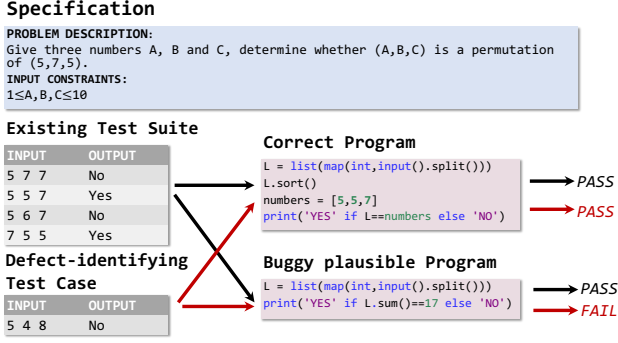 Specification
PROBLEM DESCRIPTION:
Give three numbers A, B and C, determine whether (A,B,C) is a permutation
of (5,7,5).
INPUT CONSTRAINTS:
1≤A,B,C≤10
Existing Test Suite
INPUT OUTPUT
5 7 7 No
5 5 7 Yes
5 6 7 No
7 5 5 Yes
Defect-identifying
Test Case
INPUT OUTPUT
5 4 8 No
Correct Program
L = list(map(int,input().split()))
L.sort()
numbers = [5,5,7]
print('YES' if L==numbers else 'NO')
PASS
PASS
Buggy plausible Program
L = list(map(int,input().split()))
print('YES' if L.sum()==17 else 'NO')
PASS
FAIL